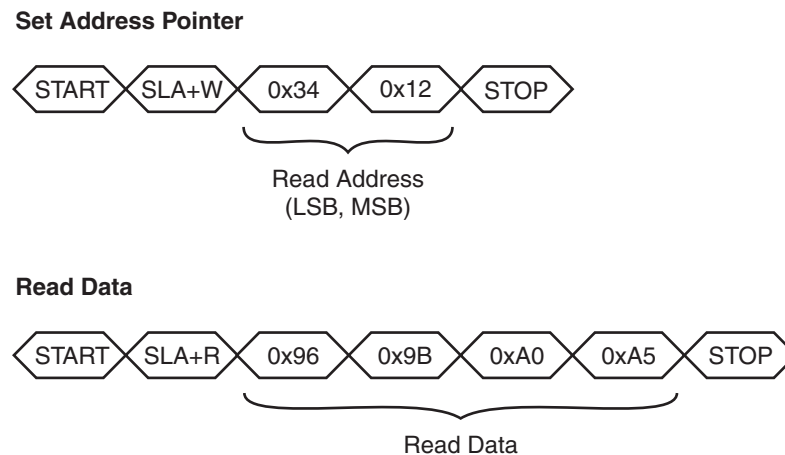 Set Address Pointer
START SLA+W 0x34 0x12 STOP
Read Address
(LSB, MSB)
Read Data
START SLA+R 0x96 0x9B 0xA0 0xA5 STOP
Read Data